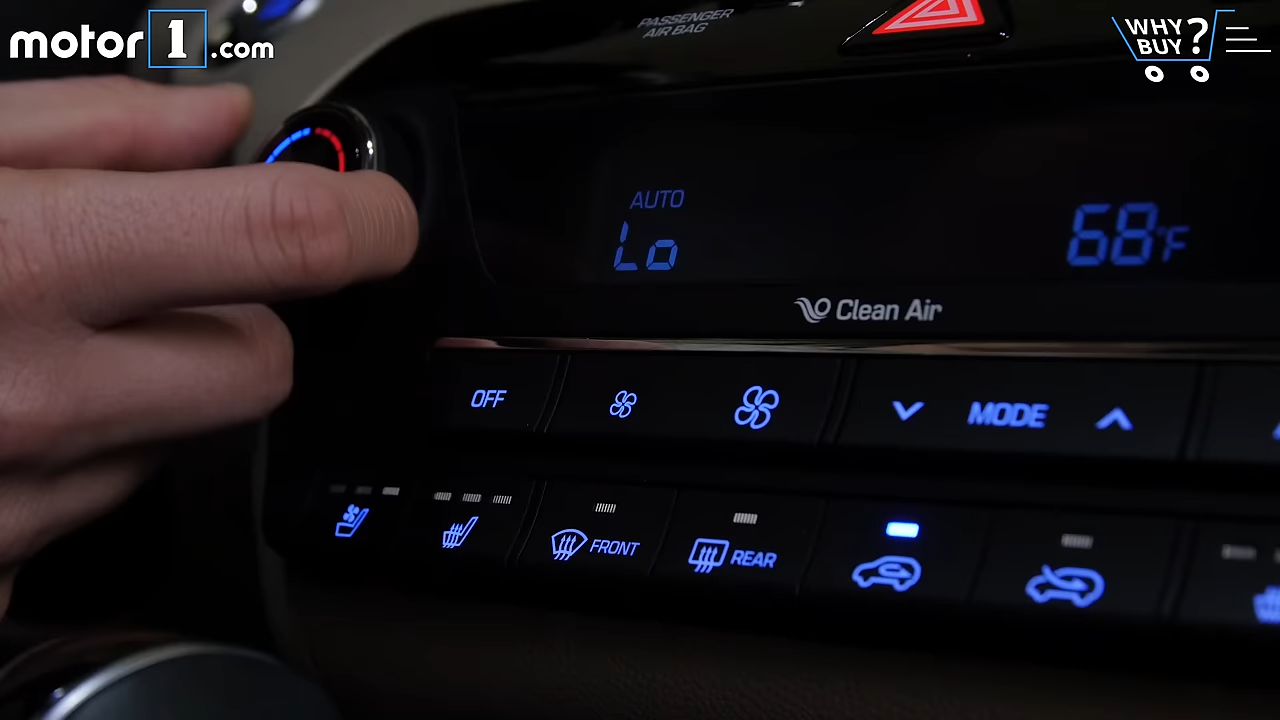 motor1.com
WHY
BUY?
PASSENGER
AIR BAG
AUTO
Lo
68°F
Clean Air
OFF
MODE
FRONT
REAR